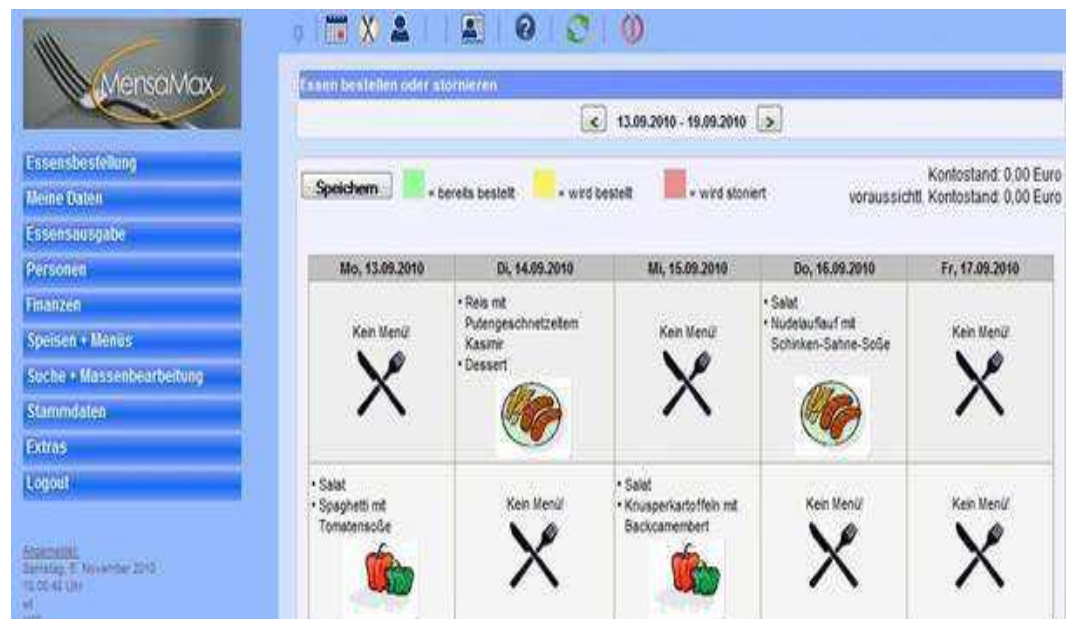 MensaMax
Essensbestellung
Meine Daten
Essensausgabe
Personen
Finanzen
Speisen + Menüs
Suche + Massenbearbeitung
Stammdaten
Extras
Logout
Angemeldet:
Samstag, 6. November 2010
Essen bestellen oder stornieren
< 13.09.2010 - 19.09.2010 >
Speichern = bereits bestellt = wird bestellt = wird storniert
Kontostand: 0,00 Euro
voraussichtl. Kontostand: 0,00 Euro
Mo, 13.09.2010 Di, 14.09.2010 Mi, 15.09.2010 Do, 16.09.2010 Fr, 17.09.2010
Kein Menü!
• Reis mit
Putengeschnetzeltem
Kasimir
• Dessert
Kein Menü!
• Salat
• Nudelauflauf mit
Schinken-Sahne-Soße
Kein Menü!
• Salat
• Spaghetti mit
Tomatensoße
Kein Menü!
• Salat
• Knusperkartoffeln mit
Backcamembert
Kein Menü!
Kein Menü!